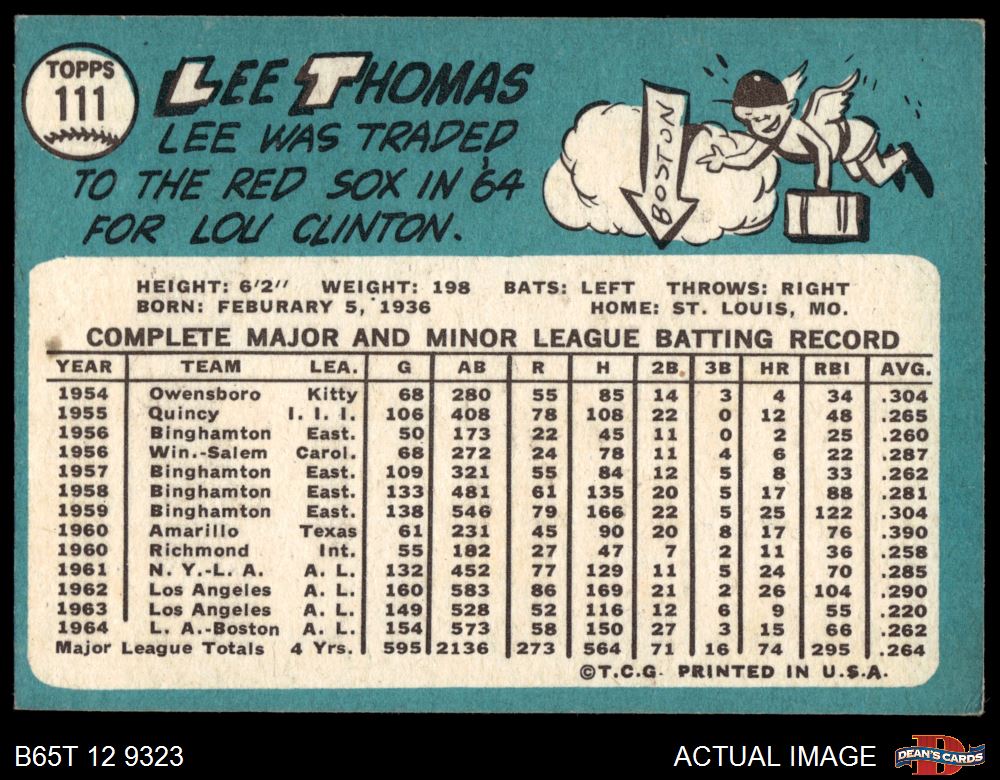 TOPPS
111
LEE THOMAS
LEE WAS TRADED
TO THE RED SOX IN '64
FOR LOU CLINTON.
BOSTON
HEIGHT: 6'2" WEIGHT: 198 BATS: LEFT THROWS: RIGHT
BORN: FEBURARY 5, 1936 HOME: ST. LOUIS, MO.
COMPLETE MAJOR AND MINOR LEAGUE BATTING RECORD
YEAR TEAM LEA. G AB R H 2B. 3B HR RBI AVG.
1954 Owensboro Kitty 68 280 55 85 14 3 4 34 .304
1955 Quincy I. I. I. 106 408 78 108 22 0 12 48 .265
1956 Binghamton East. 50 173 22 45 11 0 2 25 .260
1956 Win.-Salem Carol. 68 272 24 78 11 4 6 22 .287
1957 Binghamton East. 109 321 55 84 12 5 8 33 .262
1958 Binghamton East. 133 481 61 135 20 5 17 88 .281
1959 Binghamton East. 138 546 79 166 22 5 25 122 .304
1960 Amarillo Texas 61 231 45 90 20 8 17 76 .390
1960 Richmond Int. 55 182 27 47 7 2 11 36 .258
1961 N. Y.-L. A. A. L. 132 452 77 129 11 5 24 70 .285
1962 Los Angeles A. L. 160 583 86 169 21 2 26 104 .290
1963 Los Angeles A. L. 149 528 52 116 12 6 9 55 .220
1964 L. A.-Boston A. L. 154 573 58 150 27 3 15 66 .262
Major League Totals 4 Yrs. 595 2136 273 564 71 16 74 295 .264
©T.C.G. PRINTED IN U.S.A.
B65T 12 9323 ACTUAL IMAGE
DEAN'S CARDS